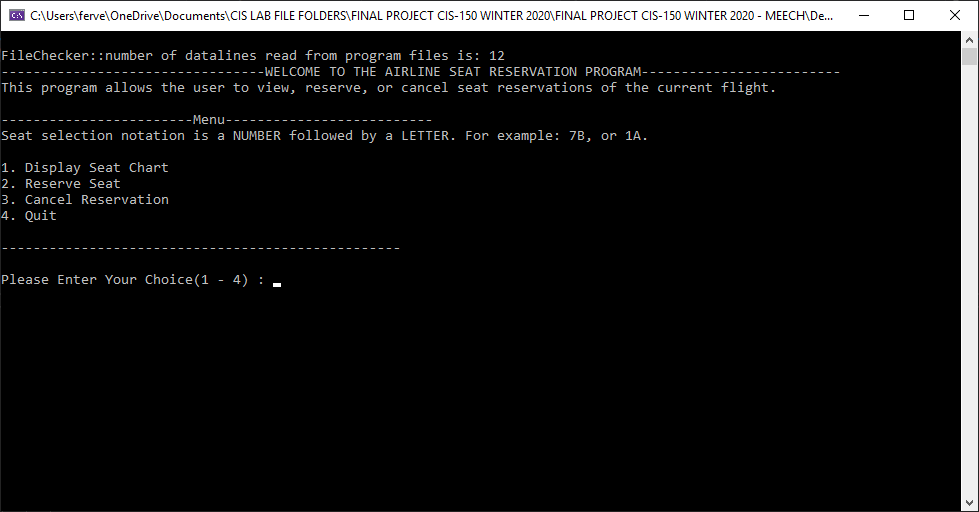 C:\Users\ferve\OneDrive\Documents\CIS LAB FILE FOLDERS\FINAL PROJECT CIS-150 WINTER 2020\FINAL PROJECT CIS-150 WINTER 2020 - MEECH\De...
FileChecker::number of datalines read from program files is: 12
---------------------------------WELCOME TO THE AIRLINE SEAT RESERVATION PROGRAM-------------------------
This program allows the user to view, reserve, or cancel seat reservations of the current flight.
------------------------Menu--------------------------
Seat selection notation is a NUMBER followed by a LETTER. For example: 7B, or 1A.
1. Display Seat Chart
2. Reserve Seat
3. Cancel Reservation
4. Quit
--------------------------------------------------
Please Enter Your Choice(1 - 4) :